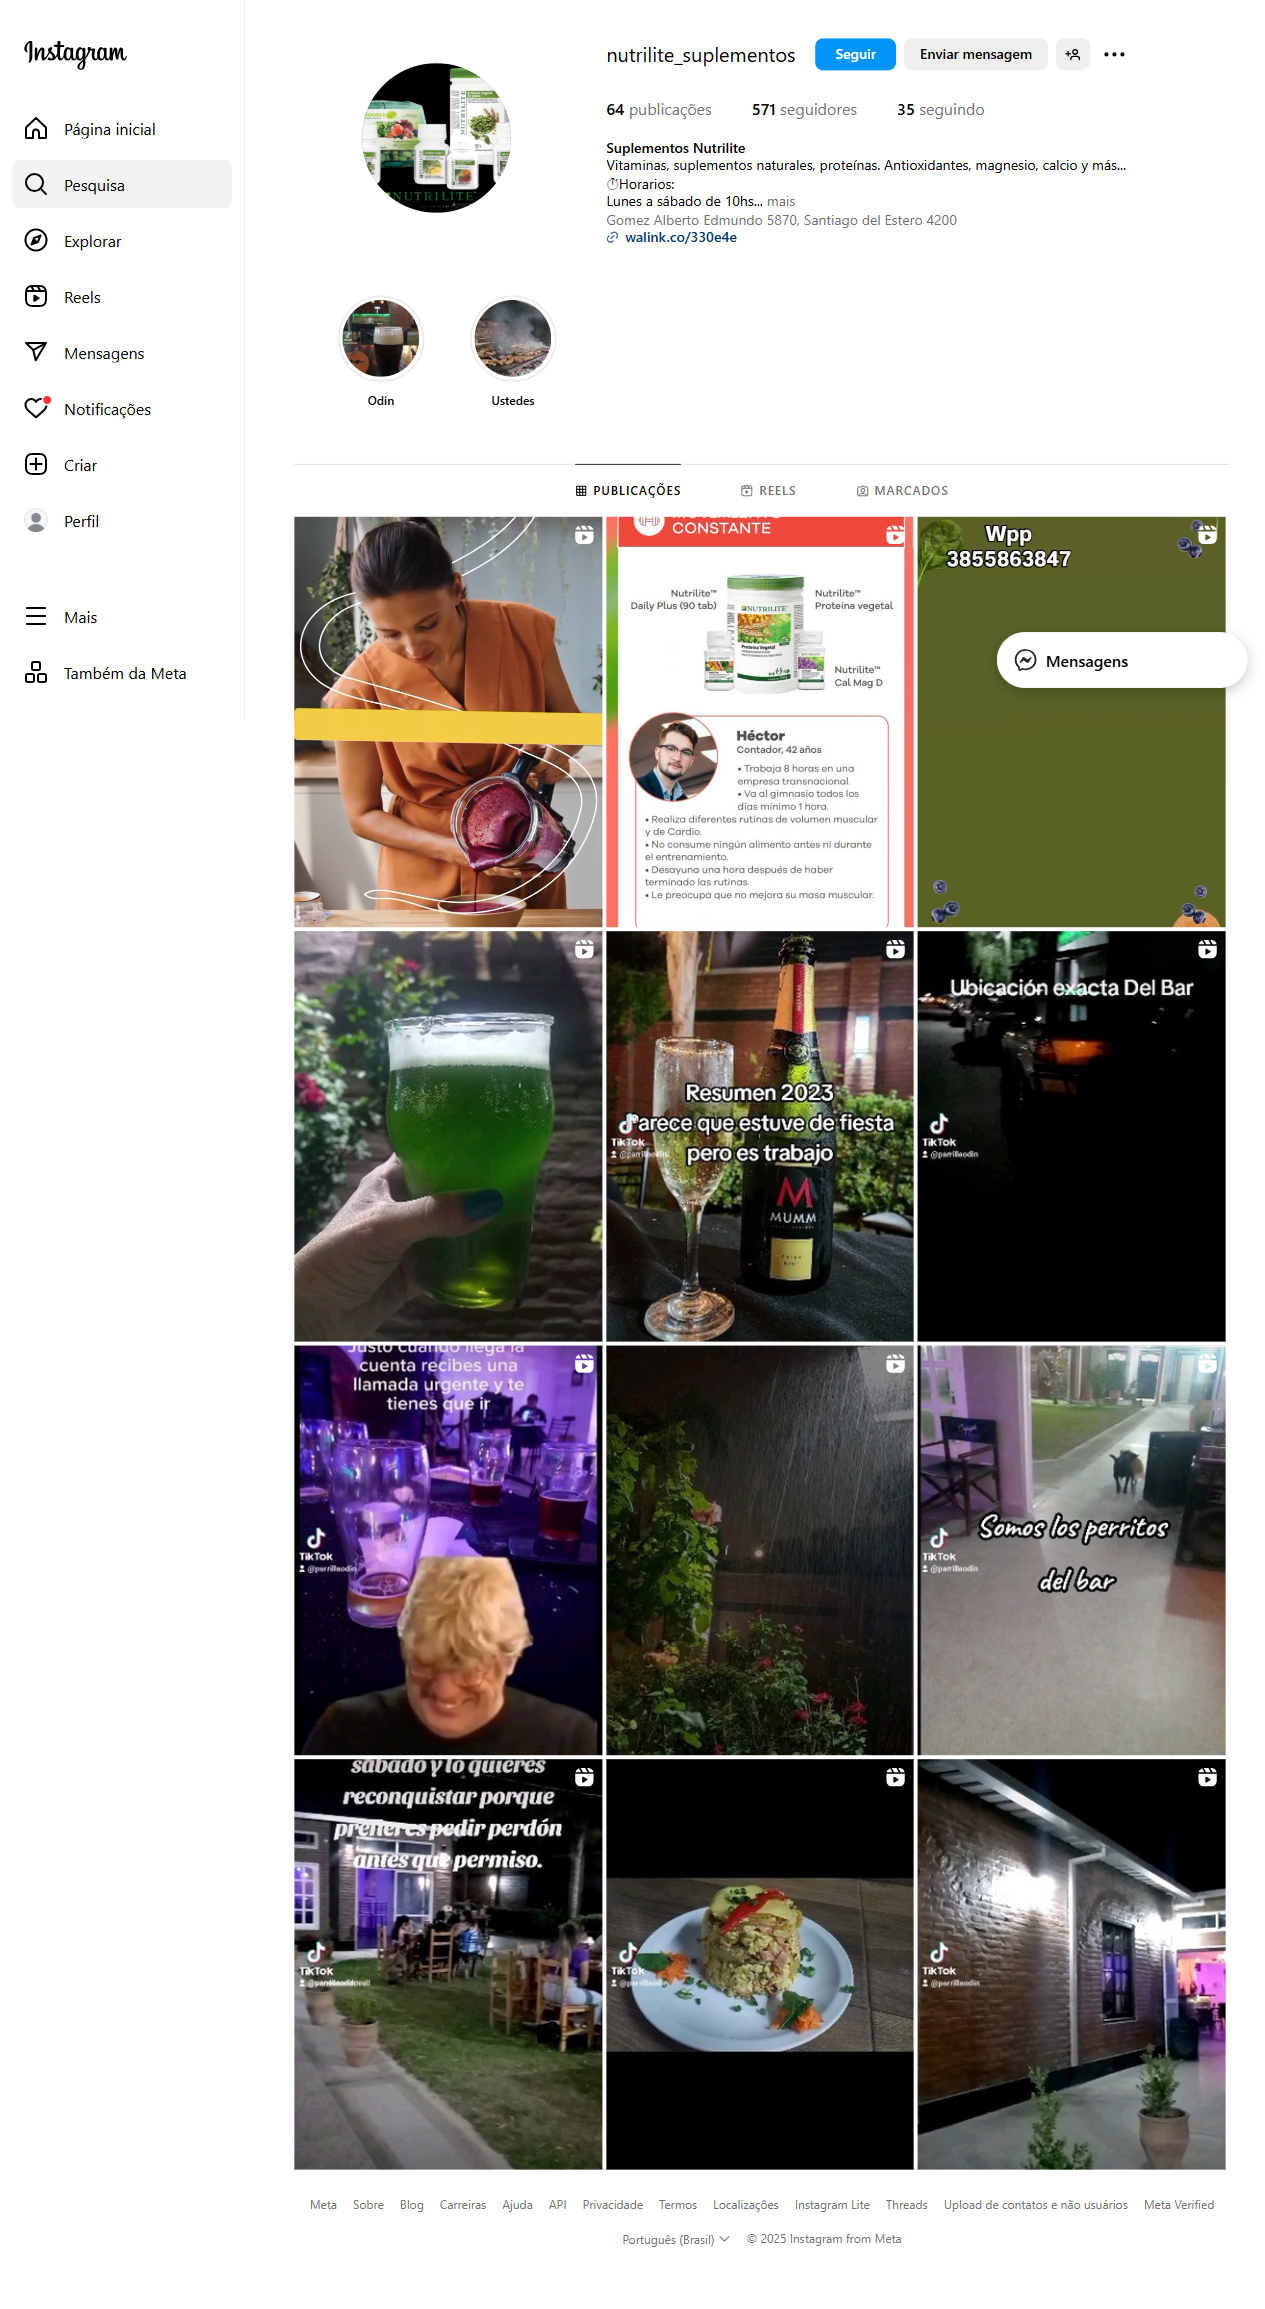 Instagram
Página inicial
Pesquisa
Explorar
Reels
Mensagens
Notificações
Criar
Perfil
Mais
Também da Meta
nutrilite_suplementos
Seguir
Enviar mensagem
64 publicações 571 seguidores 35 seguindo
Suplementos Nutrilite
Vitaminas, suplementos naturales, proteínas. Antioxidantes, magnesio, calcio y más...
⏱Horarios:
Lunes a sábado de 10hs... mais
Gomez Alberto Edmundo 5870, Santiago del Estero 4200
walink.co/330e4e
NUTRILITE
Odin
Ustedes
PUBLICAÇÕES
REELS
MARCADOS
CONSTANTE
Nutrilite™
Daily Plus (90 tab)
Nutrilite™
Proteína vegetal
NUTRILITE
Proteína Vegetal
Nutrilite™
Cal Mag D
Héctor
Contador, 42 años
• Trabaja 8 horas en una
empresa transnacional.
• Va al gimnasio todos los
días mínimo 1 hora.
• Realiza diferentes rutinas de volumen muscular
y de Cardio.
• No consume ningún alimento antes ni durante
el entrenamiento.
• Desayuna una hora después de haber
terminado las rutinas.
• Le preocupa que no mejora su masa muscular.
Wpp
3855863847
Mensagens
Resumen 2023
Parece que estuve de fiesta
pero es trabajo
TikTok
@parrillaodin
MUMM
Ubicación exacta Del Bar
TikTok
@parrillaodin
Justo cuando llega la
cuenta recibes una
llamada urgente y te
tienes que ir
TikTok
@parrillaodin
Somos los perritos
del bar
TikTok
@parrillaodin
sábado y lo quieres
reconquistar porque
prefieres pedir perdón
antes que permiso.
TikTok
TikTok
@parrillaodin
TikTok
@parrillaodin
Meta Sobre Blog Carreiras Ajuda API Privacidade Termos Localizações Instagram Lite Threads Upload de contatos e não usuários Meta Verified
Português (Brasil) © 2025 Instagram from Meta